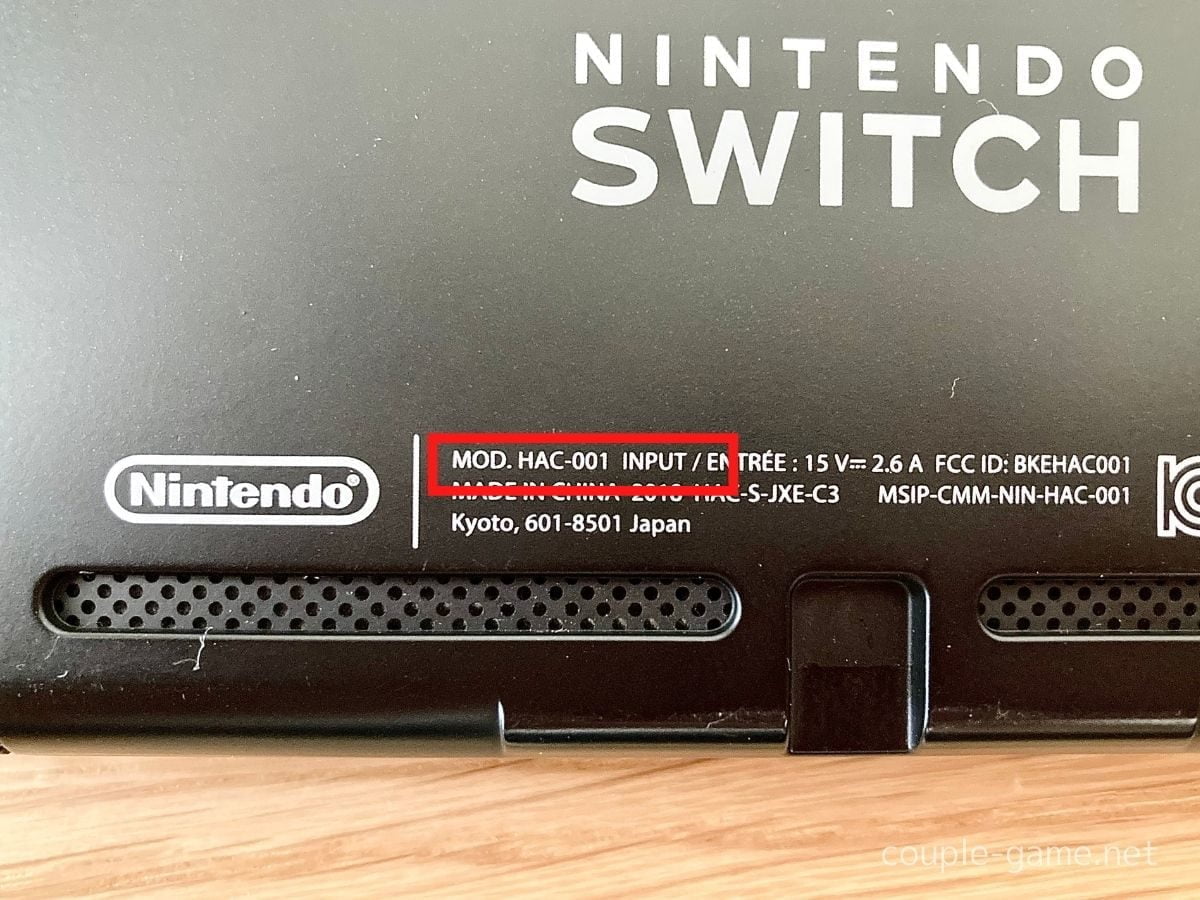 NINTENDO
SWITCH
Nintendo®
MOD. HAC-001 INPUT / ENTRÉE : 15 V⎓ 2.6 A FCC ID: BKEHAC001
MADE IN CHINA 2018 HAC-S-JXE-C3 MSIP-CMM-NIN-HAC-001
Kyoto, 601-8501 Japan
couple-game.net